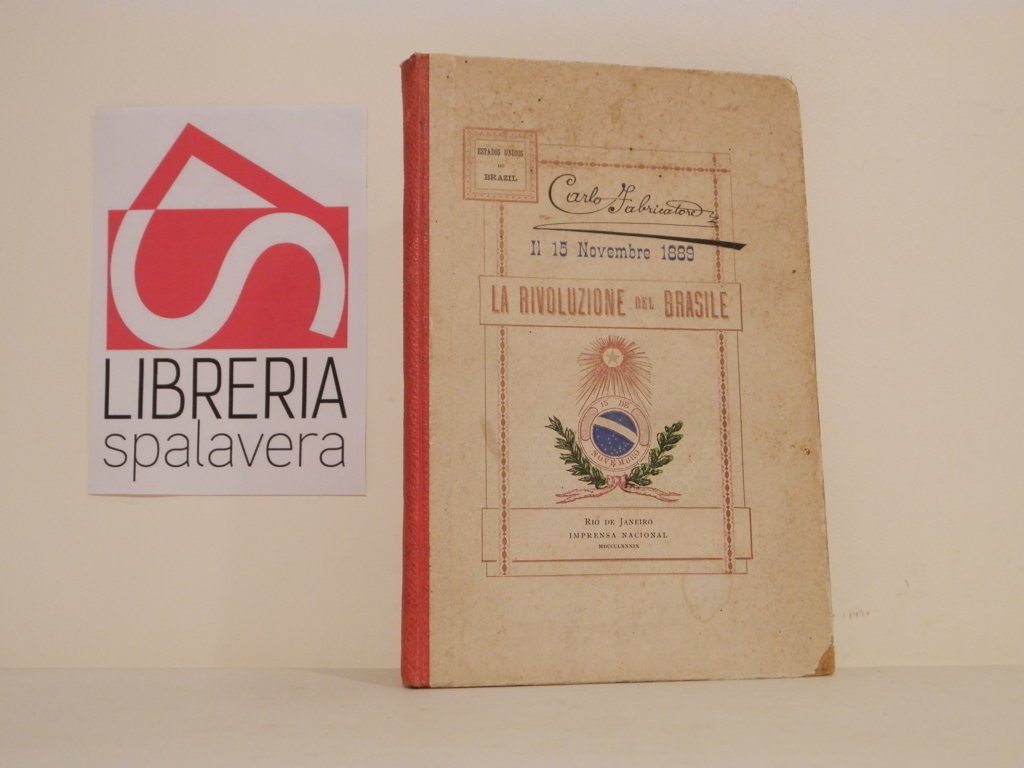 LIBRERIA
spalavera
ESTADOS UNIDOS
DO
BRAZIL
Carlo Fabricatore
Il 15 Novembre 1889
LA RIVOLUZIONE DEL BRASILE
15 DE
NOVEMBRO
RIO DE JANEIRO
IMPRENSA NACIONAL
MDCCCLXXXIX